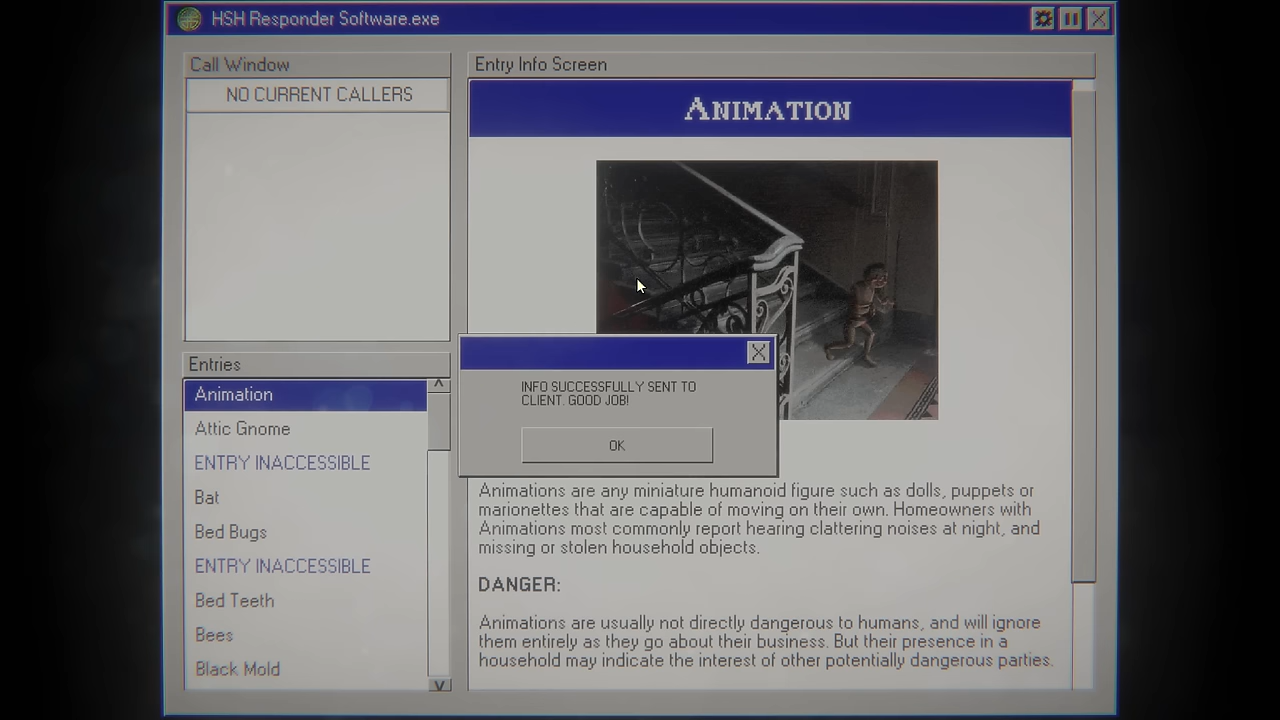 HSH Responder Software.exe
Call Window
NO CURRENT CALLERS
Entries
Animation
Attic Gnome
ENTRY INACCESSIBLE
Bat
Bed Bugs
ENTRY INACCESSIBLE
Bed Teeth
Bees
Black Mold
Entry Info Screen
ANIMATION
INFO SUCCESSFULLY SENT TO
CLIENT. GOOD JOB!
OK
Animations are any miniature humanoid figure such as dolls, puppets or
marionettes that are capable of moving on their own. Homeowners with
Animations most commonly report hearing clattering noises at night, and
missing or stolen household objects.
DANGER:
Animations are usually not directly dangerous to humans, and will ignore
them entirely as they go about their business. But their presence in a
household may indicate the interest of other potentially dangerous parties.